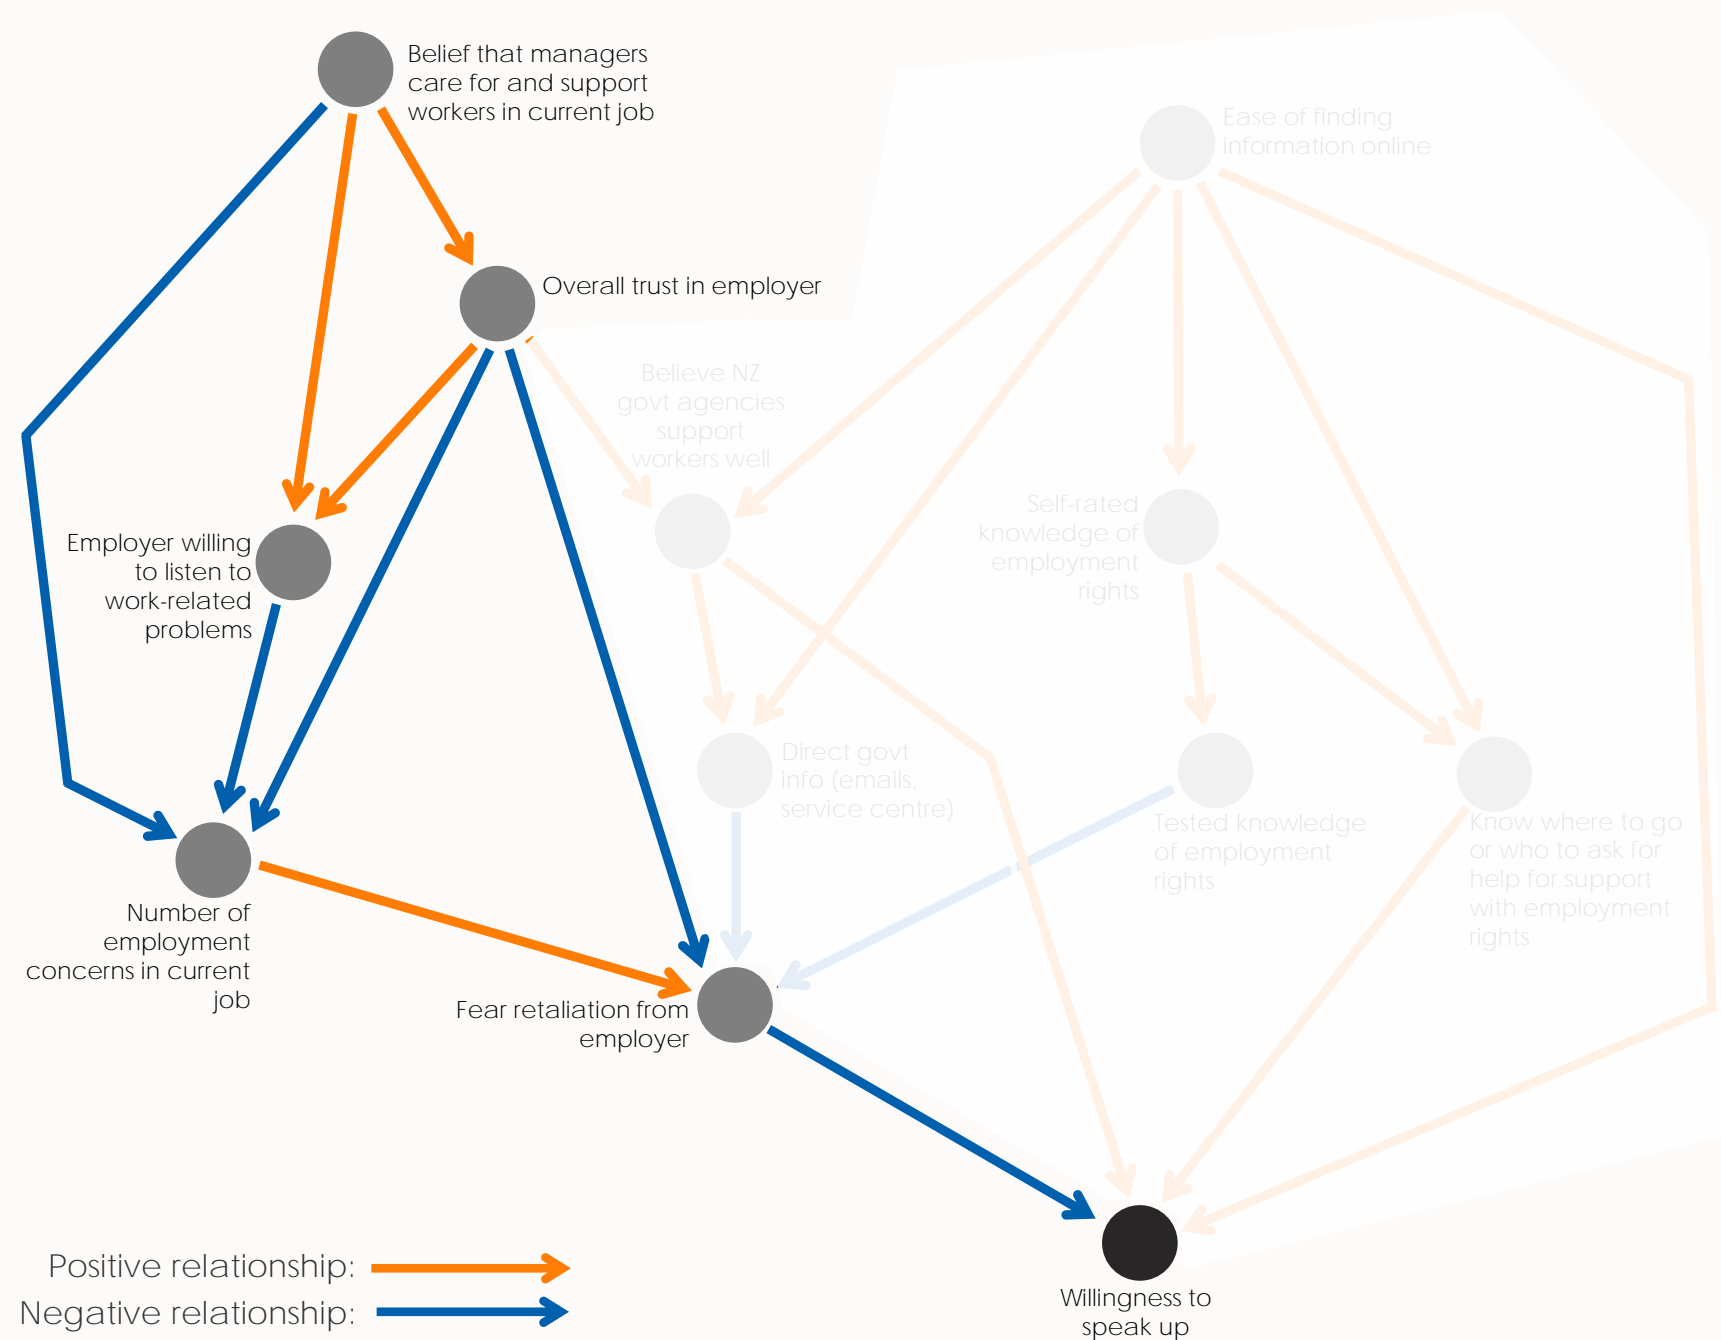 Belief that managers
care for and support
workers in current job
Ease of finding
information online
Overall trust in employer
Believe NZ
govt agencies
support
workers well
Self-rated
knowledge of
employment
rights
Employer willing
to listen to
work-related
problems
Direct govt
info (emails,
service centre)
Tested knowledge
of employment
rights
Know where to go
or who to ask for
help for support
with employment
rights
Number of
employment
concerns in current
job
Fear retaliation from
employer
Willingness to
speak up
Positive relationship:
Negative relationship: